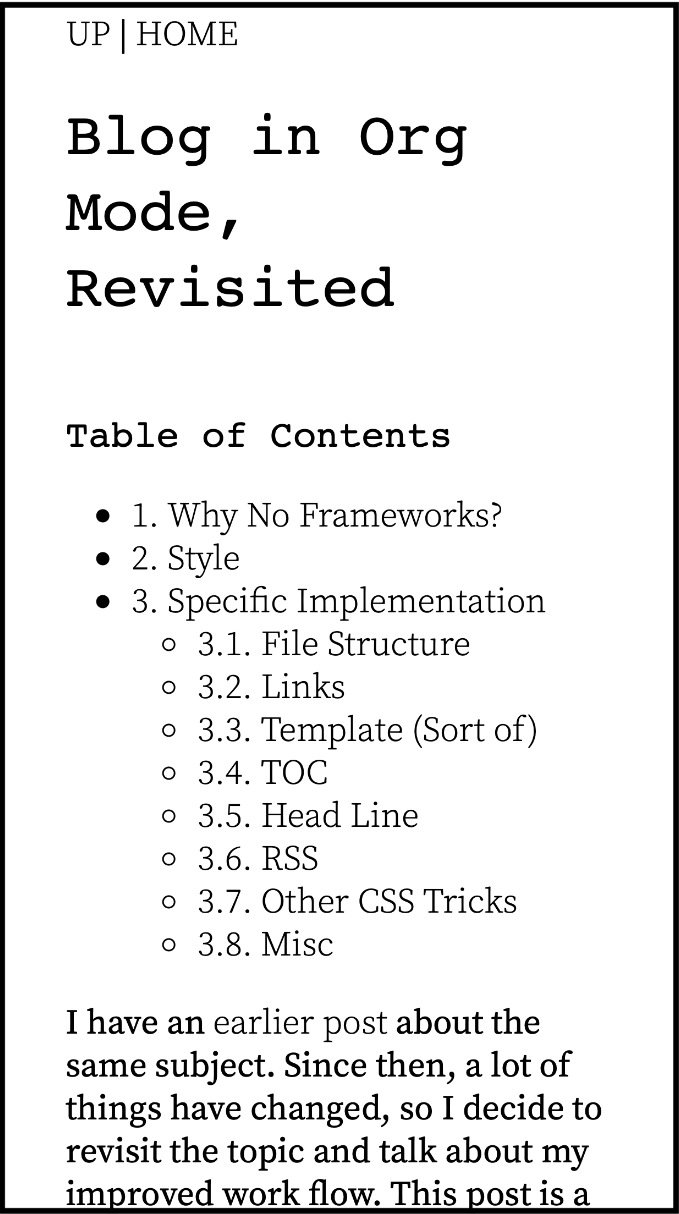 UP | HOME
Blog in Org
Mode,
Revisited
Table of Contents
• 1. Why No Frameworks?
• 2. Style
• 3. Specific Implementation
◦ 3.1. File Structure
◦ 3.2. Links
◦ 3.3. Template (Sort of)
◦ 3.4. TOC
◦ 3.5. Head Line
◦ 3.6. RSS
◦ 3.7. Other CSS Tricks
◦ 3.8. Misc
I have an earlier post about the
same subject. Since then, a lot of
things have changed, so I decide to
revisit the topic and talk about my
improved work flow. This post is a